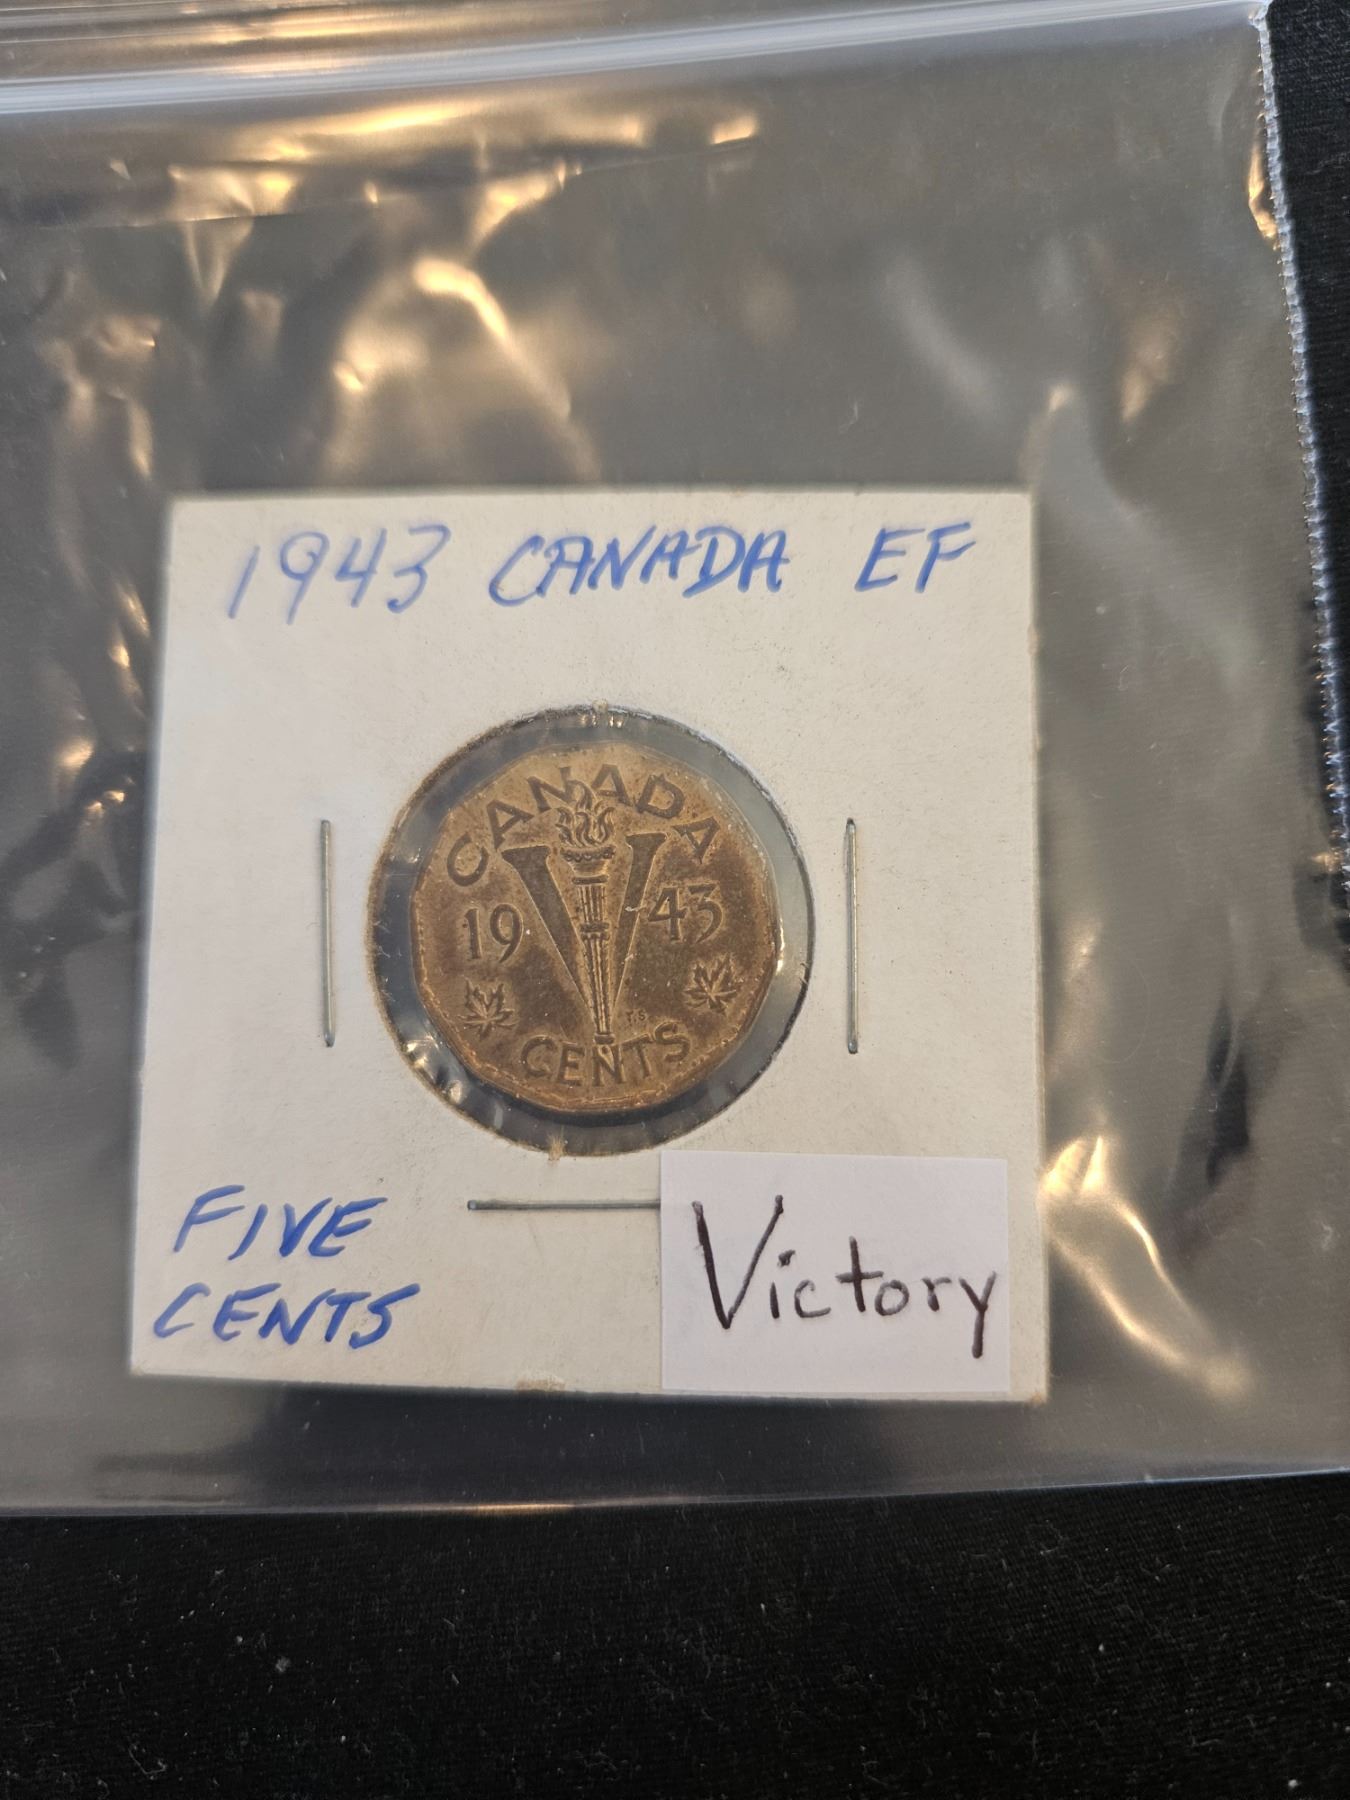 1943 CANADA EF
CANADA
19 43
T.S
CENTS
FIVE
CENTS
Victory